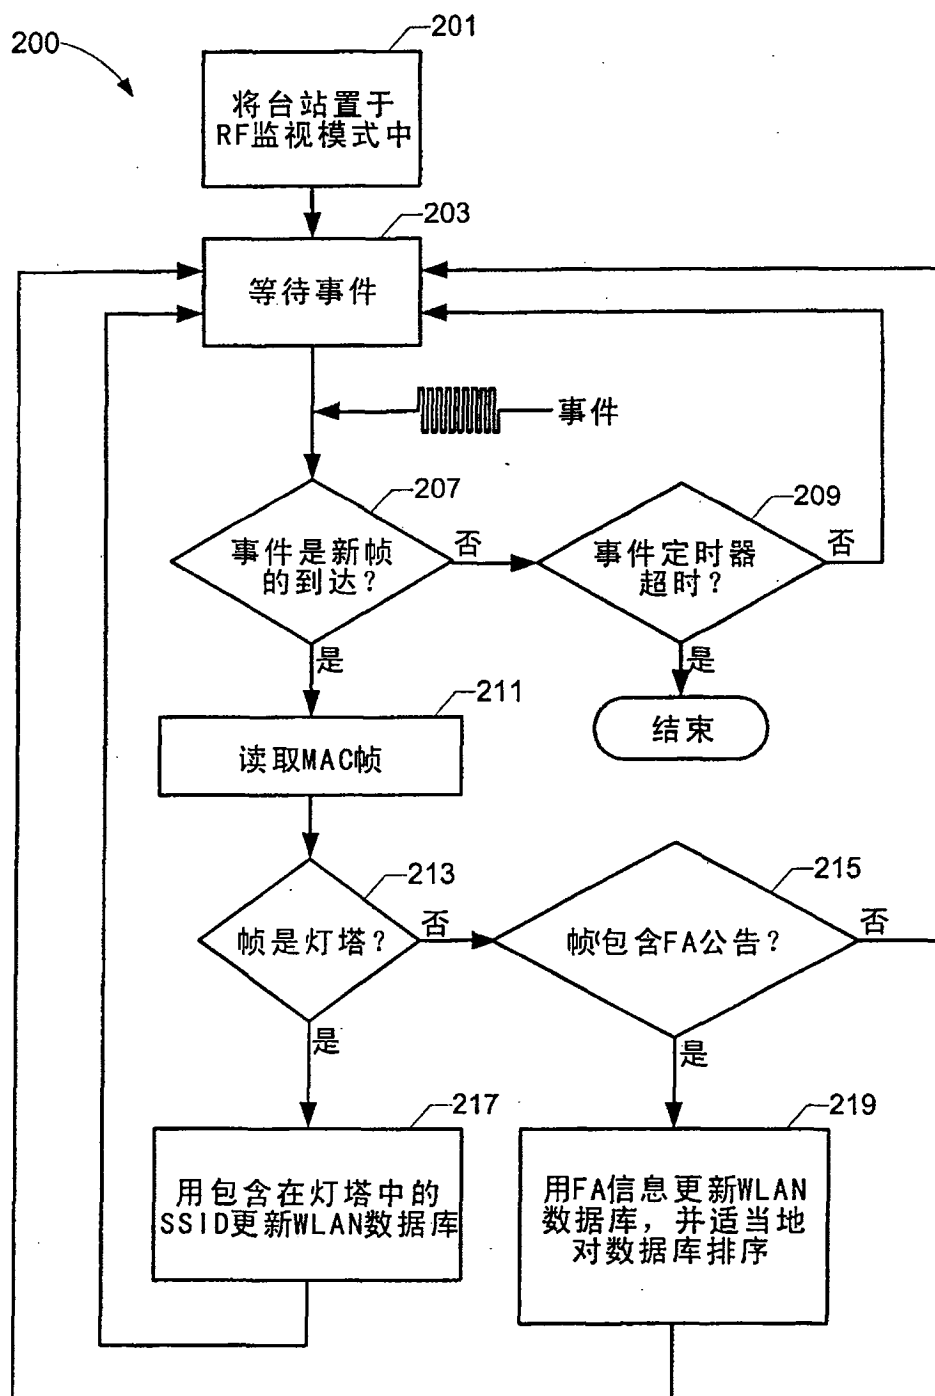 200
201
将台站置于
RF监视模式中
203
等待事件
事件
207
事件是新帧
的到达？
否
209
事件定时器
超时？
否
是
是
结束
211
读取MAC帧
213
帧是灯塔？
否
215
帧包含FA公告？
否
是
是
217
用包含在灯塔中的
SSID更新WLAN数据库
219
用FA信息更新WLAN
数据库，并适当地
对数据库排序